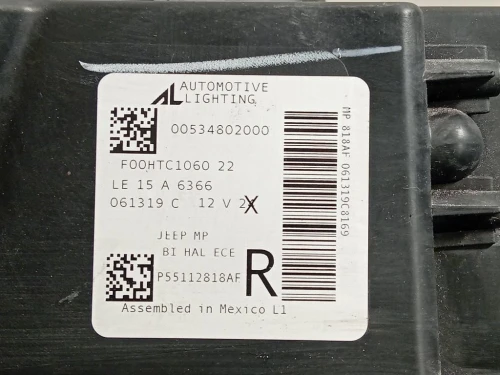 AL AUTOMOTIVE
LIGHTING
00534802000
F00HTC1060 22
LE 15 A 6366
061319 C 12 V 2X
JEEP MP
BI HAL ECE
P55112818AF R
Assembled in Mexico L1
MP 818AF 061319C8169